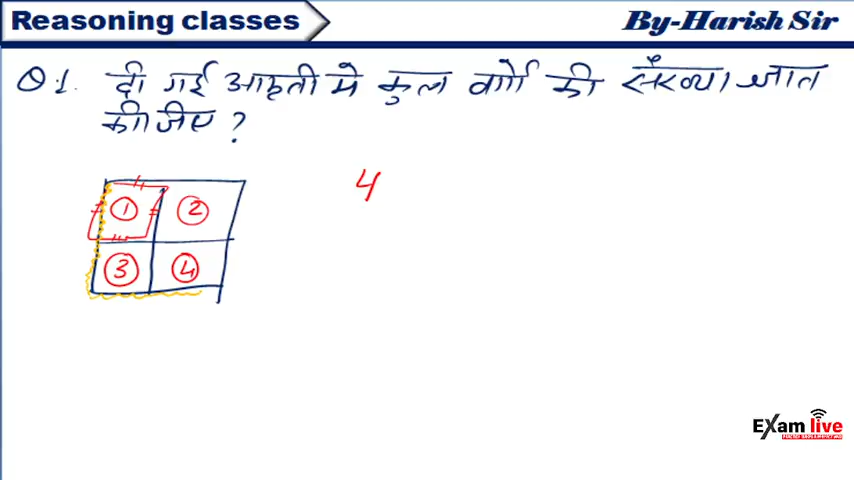 Reasoning classes
By-Harish Sir
Q1. दी गई आकृती मे कुल वर्गो की संख्या ज्ञात
कीजिए ?
① ②
③ ④
4
EXam live